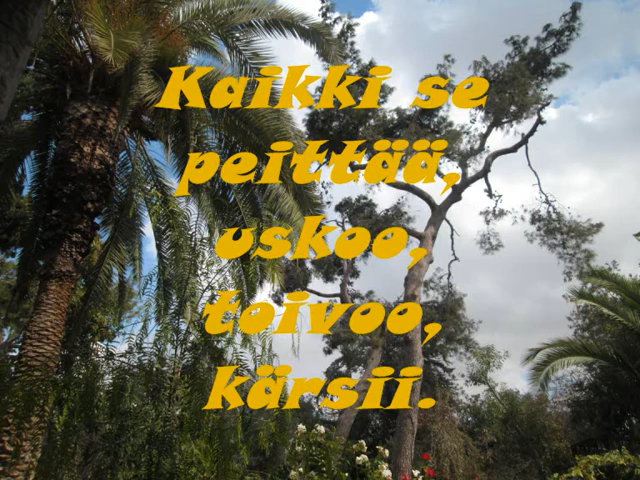 Kaikki se
peittää,
uskoo,
toivoo,
kärsii.